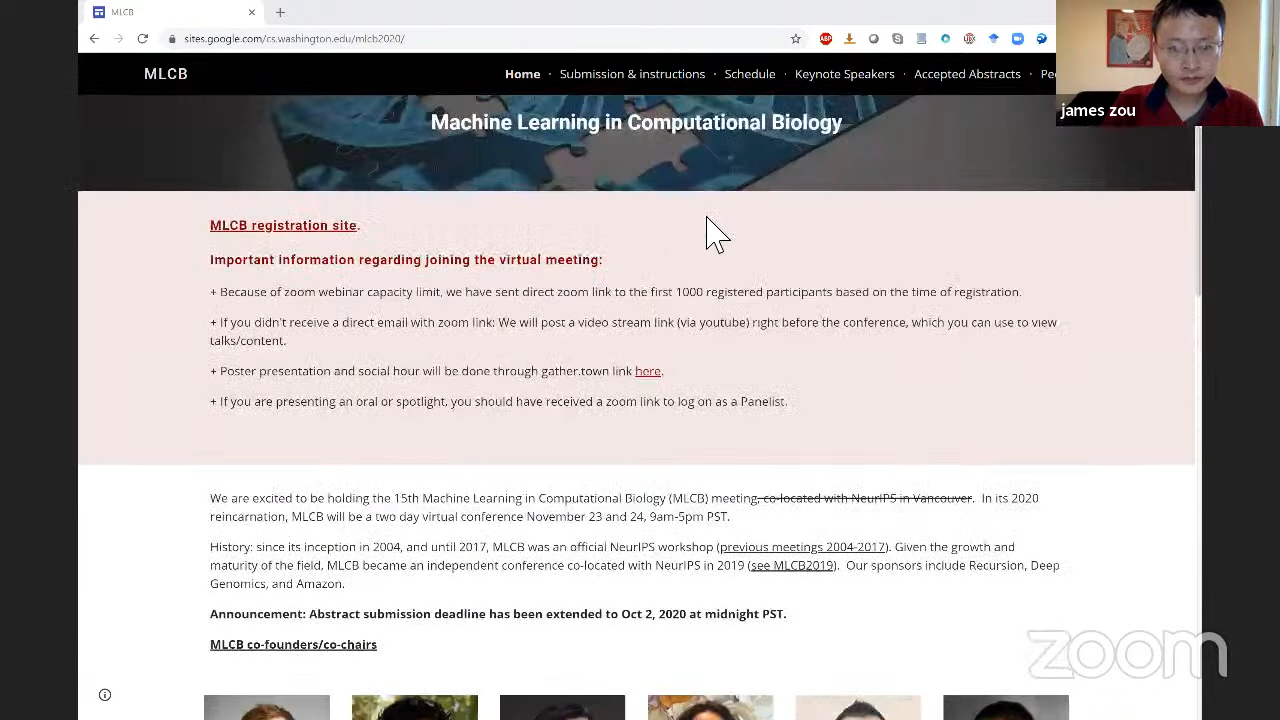 MLCB
sites.google.com/cs.washington.edu/mlcb2020/
ABP
MLCB
Home · Submission & instructions · Schedule · Keynote Speakers · Accepted Abstracts ·
james zou
Machine Learning in Computational Biology
MLCB registration site.
Important information regarding joining the virtual meeting:
+ Because of zoom webinar capacity limit, we have sent direct zoom link to the first 1000 registered participants based on the time of registration.
+ If you didn't receive a direct email with zoom link: We will post a video stream link (via youtube) right before the conference, which you can use to view
talks/content.
+ Poster presentation and social hour will be done through gather.town link here.
+ If you are presenting an oral or spotlight, you should have received a zoom link to log on as a Panelist.
We are excited to be holding the 15th Machine Learning in Computational Biology (MLCB) meeting, co-located with NeurIPS in Vancouver. In its 2020
reincarnation, MLCB will be a two day virtual conference November 23 and 24, 9am-5pm PST.
History: since its inception in 2004, and until 2017, MLCB was an official NeurIPS workshop (previous meetings 2004-2017). Given the growth and
maturity of the field, MLCB became an independent conference co-located with NeurIPS in 2019 (see MLCB2019). Our sponsors include Recursion, Deep
Genomics, and Amazon.
Announcement: Abstract submission deadline has been extended to Oct 2, 2020 at midnight PST.
MLCB co-founders/co-chairs
zoom